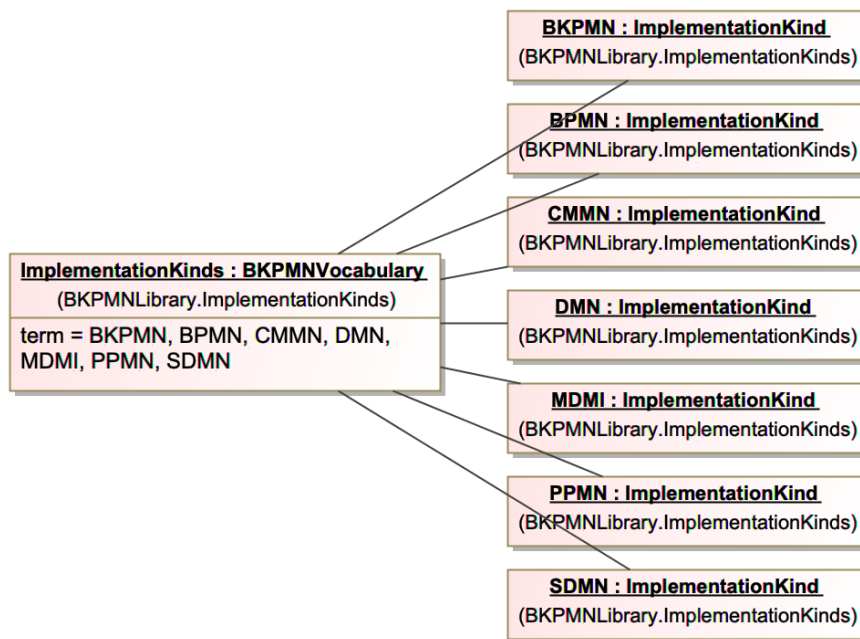 BKPMN : ImplementationKind
(BKPMNLibrary.ImplementationKinds)
BPMN : ImplementationKind
(BKPMNLibrary.ImplementationKinds)
CMMN : ImplementationKind
(BKPMNLibrary.ImplementationKinds)
ImplementationKinds : BKPMNVocabulary
(BKPMNLibrary.ImplementationKinds)
term = BKPMN, BPMN, CMMN, DMN,
MDMI, PPMN, SDMN
DMN : ImplementationKind
(BKPMNLibrary.ImplementationKinds)
MDMI : ImplementationKind
(BKPMNLibrary.ImplementationKinds)
PPMN : ImplementationKind
(BKPMNLibrary.ImplementationKinds)
SDMN : ImplementationKind
(BKPMNLibrary.ImplementationKinds)